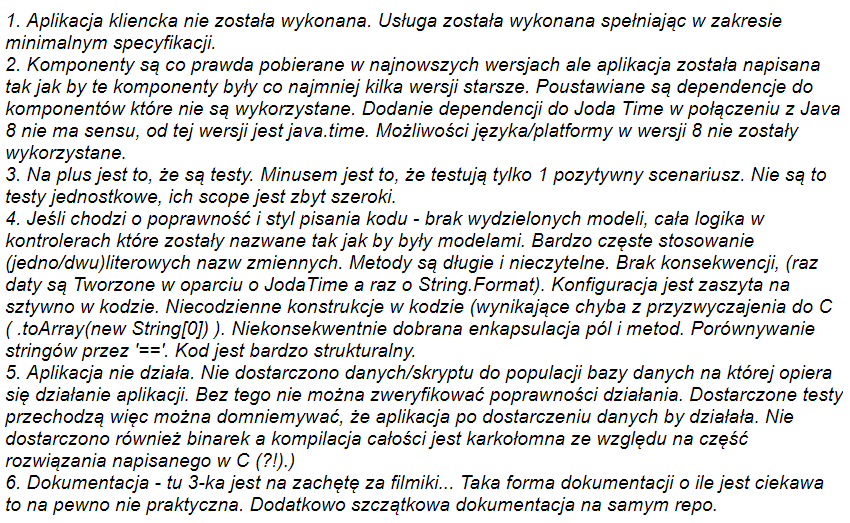 1. Aplikacja kliencka nie została wykonana. Usługa została wykonana spełniając w zakresie
minimalnym specyfikacji.
2. Komponenty są co prawda pobierane w najnowszych wersjach ale aplikacja została napisana
tak jak by te komponenty były co najmniej kilka wersji starsze. Poustawiane są dependencje do
komponentów które nie są wykorzystane. Dodanie dependencji do Joda Time w połączeniu z Java
8 nie ma sensu, od tej wersji jest java.time. Możliwości języka/platformy w wersji 8 nie zostały
wykorzystane.
3. Na plus jest to, że są testy. Minusem jest to, że testują tylko 1 pozytywny scenariusz. Nie są to
testy jednostkowe, ich scope jest zbyt szeroki.
4. Jeśli chodzi o poprawność i styl pisania kodu - brak wydzielonych modeli, cała logika w
kontrolerach które zostały nazwane tak jak by były modelami. Bardzo częste stosowanie
(jedno/dwu)literowych nazw zmiennych. Metody są długie i nieczytelne. Brak konsekwencji, (raz
daty są Tworzone w oparciu o JodaTime a raz o String.Format). Konfiguracja jest zaszyta na
sztywno w kodzie. Niecodzienne konstrukcje w kodzie (wynikające chyba z przyzwyczajenia do C
( .toArray(new String[0]) ). Niekonsekwentnie dobrana enkapsulacja pól i metod. Porównywanie
stringów przez '=='. Kod jest bardzo strukturalny.
5. Aplikacja nie działa. Nie dostarczono danych/skryptu do populacji bazy danych na której opiera
się działanie aplikacji. Bez tego nie można zweryfikować poprawności działania. Dostarczone testy
przechodzą więc można domniemywać, że aplikacja po dostarczeniu danych by działała. Nie
dostarczono również binarek a kompilacja całości jest karkołomna ze względu na część
rozwiązania napisanego w C (?!).)
6. Dokumentacja - tu 3-ka jest na zachętę za filmiki... Taka forma dokumentacji o ile jest ciekawa
to na pewno nie praktyczna. Dodatkowo szczątkowa dokumentacja na samym repo.